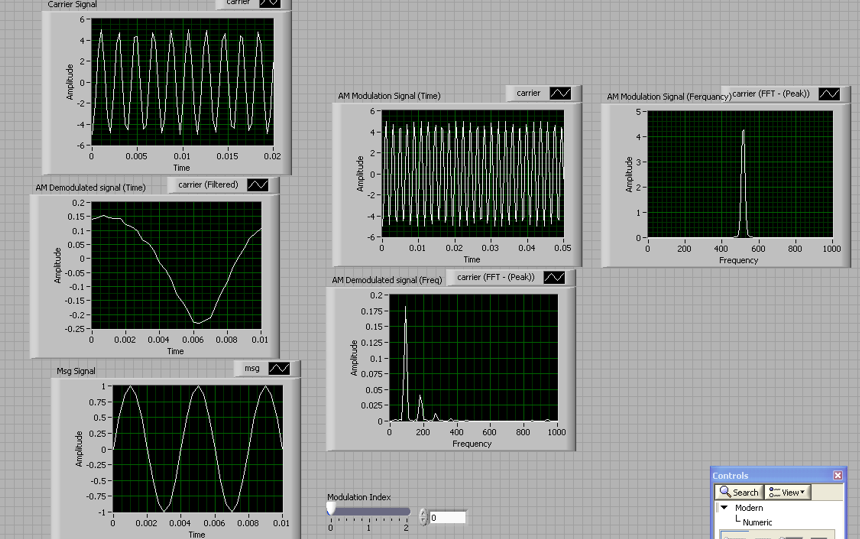 Carrier Signal
carrier
6
4
2
0
-2
-4
-6
Amplitude
0 0.005 0.01 0.015 0.02
Time
AM Demodulated signal (Time)
carrier (Filtered)
0.2
0.15
0.1
0.05
0
-0.05
-0.1
-0.15
-0.2
-0.25
Amplitude
0 0.002 0.004 0.006 0.008 0.01
Time
Msg Signal
msg
1
0.75
0.5
0.25
0
-0.25
-0.5
-0.75
-1
Amplitude
0 0.002 0.004 0.006 0.008 0.01
Time
AM Modulation Signal (Time)
carrier
6
4
2
0
-2
-4
-6
Amplitude
0 0.01 0.02 0.03 0.04 0.05
Time
AM Demodulated signal (Freq)
carrier (FFT - (Peak))
0.2
0.175
0.15
0.125
0.1
0.075
0.05
0.025
0
Amplitude
0 200 400 600 800 1000
Frequency
Modulation Index
0 1 2
0
AM Modulation Signal (Ferquancy)
carrier (FFT - (Peak))
5
4
3
2
1
0
Amplitude
0 200 400 600 800 1000
Frequency
Controls
Search View
Modern
Numeric